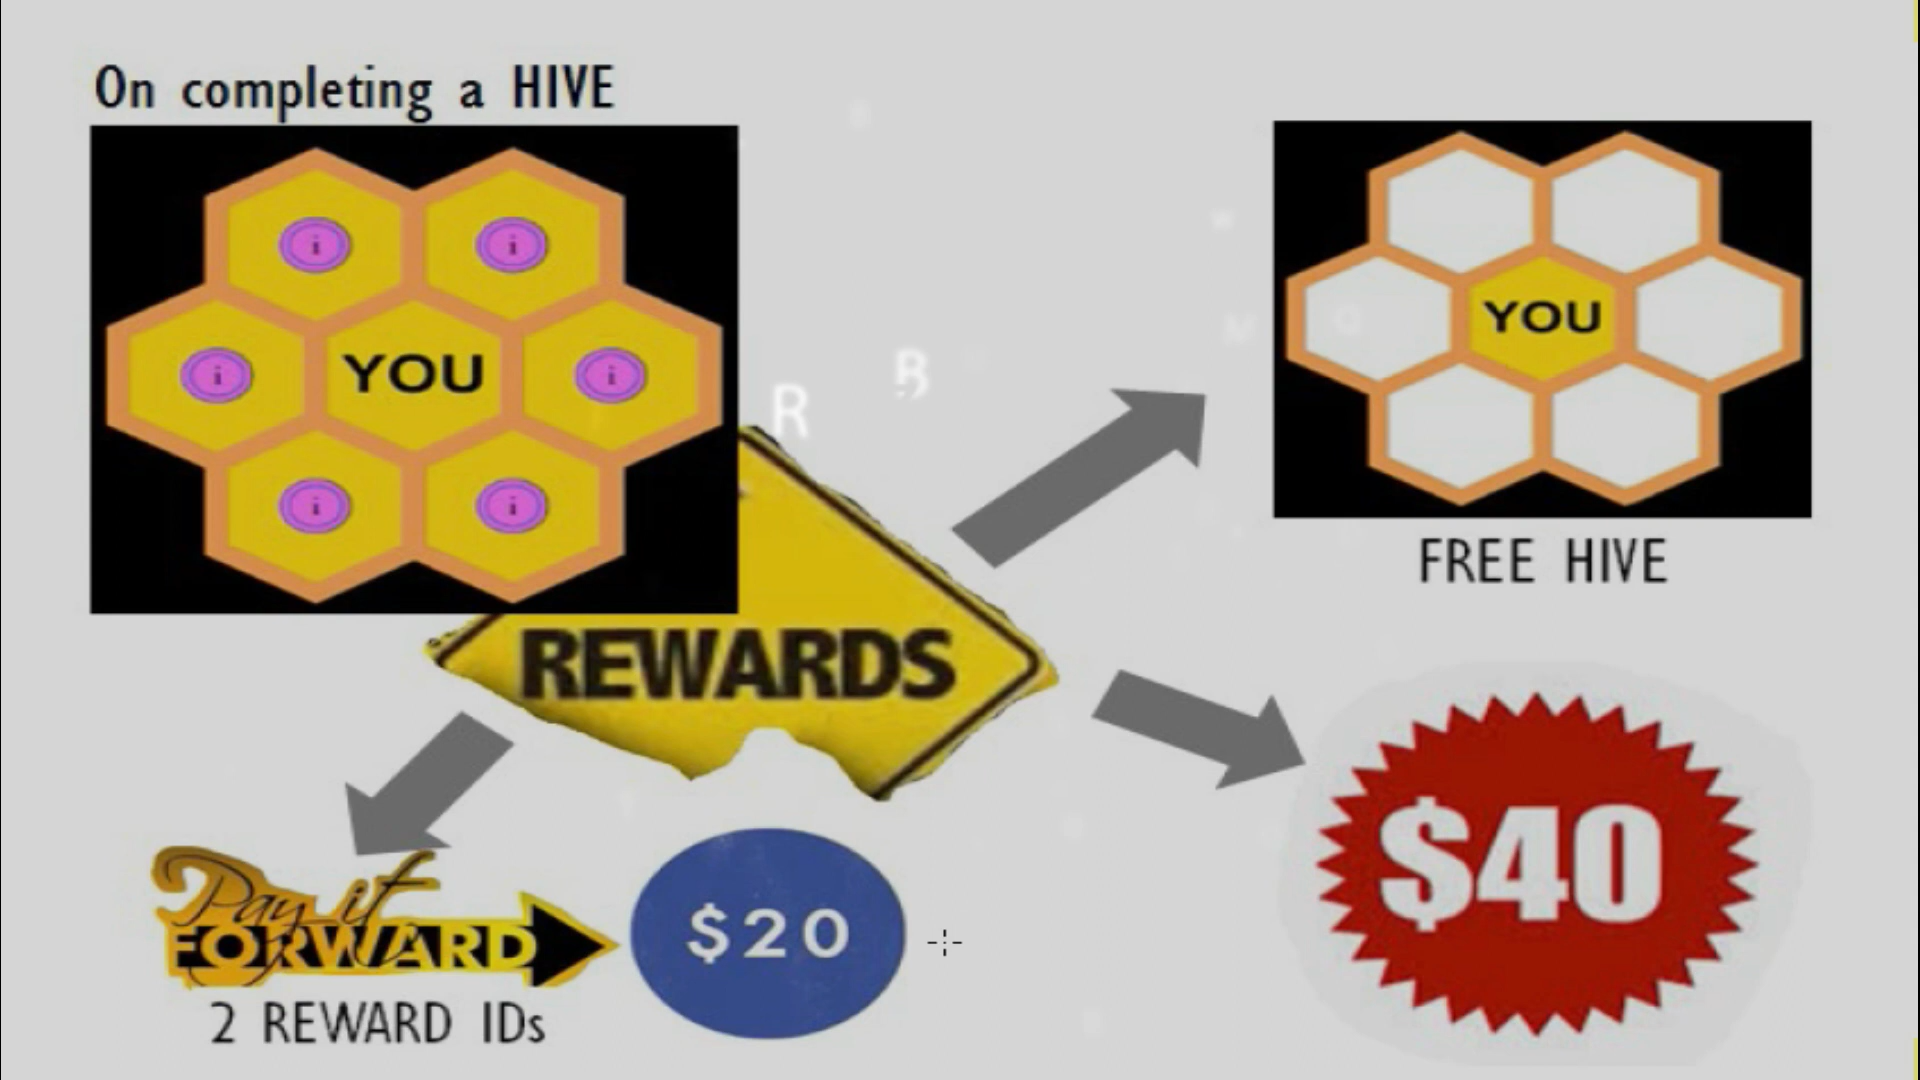 On completing a HIVE
i
i
i
YOU
i
i
i
YOU
FREE HIVE
R
R
REWARDS
$40
Pay it
FORWARD
$20
2 REWARD IDs